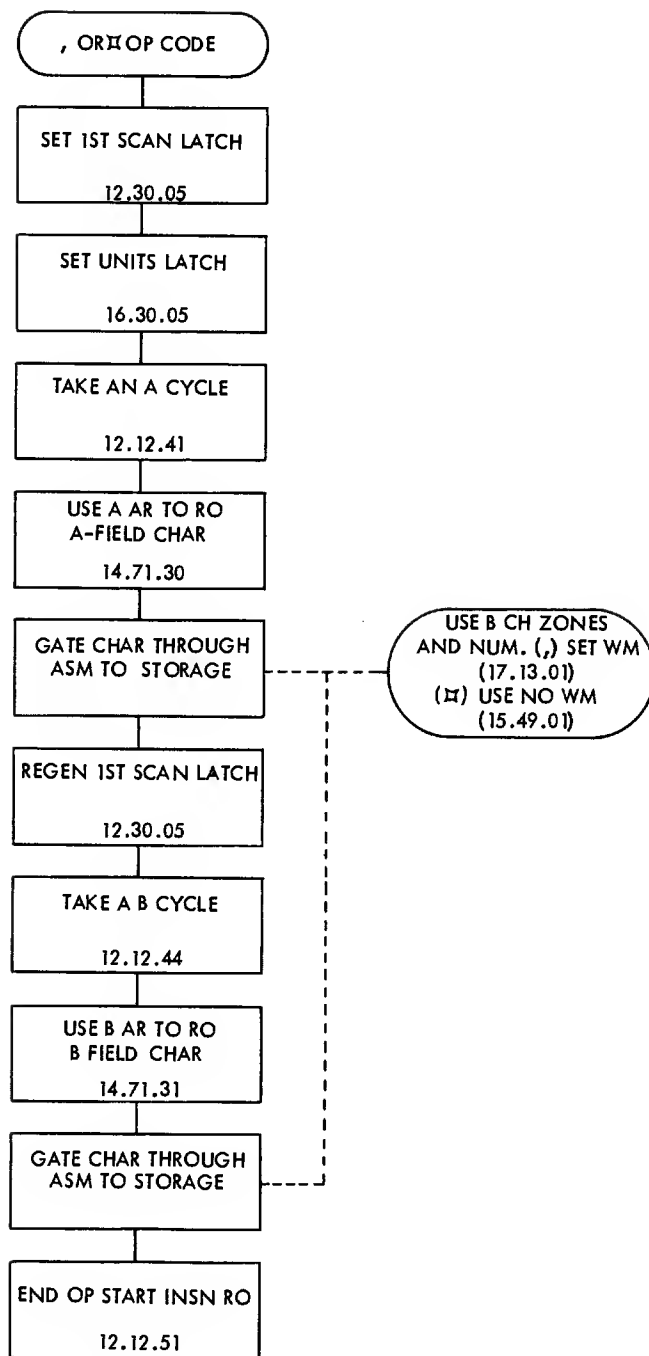 , OR⌑OP CODE
SET 1ST SCAN LATCH
12.30.05
SET UNITS LATCH
16.30.05
TAKE AN A CYCLE
12.12.41
USE A AR TO RO
A-FIELD CHAR
14.71.30
GATE CHAR THROUGH
ASM TO STORAGE
USE B CH ZONES
AND NUM. (,) SET WM
(17.13.01)
(⌑) USE NO WM
(15.49.01)
REGEN 1ST SCAN LATCH
12.30.05
TAKE A B CYCLE
12.12.44
USE B AR TO RO
B FIELD CHAR
14.71.31
GATE CHAR THROUGH
ASM TO STORAGE
END OP START INSN RO
12.12.51